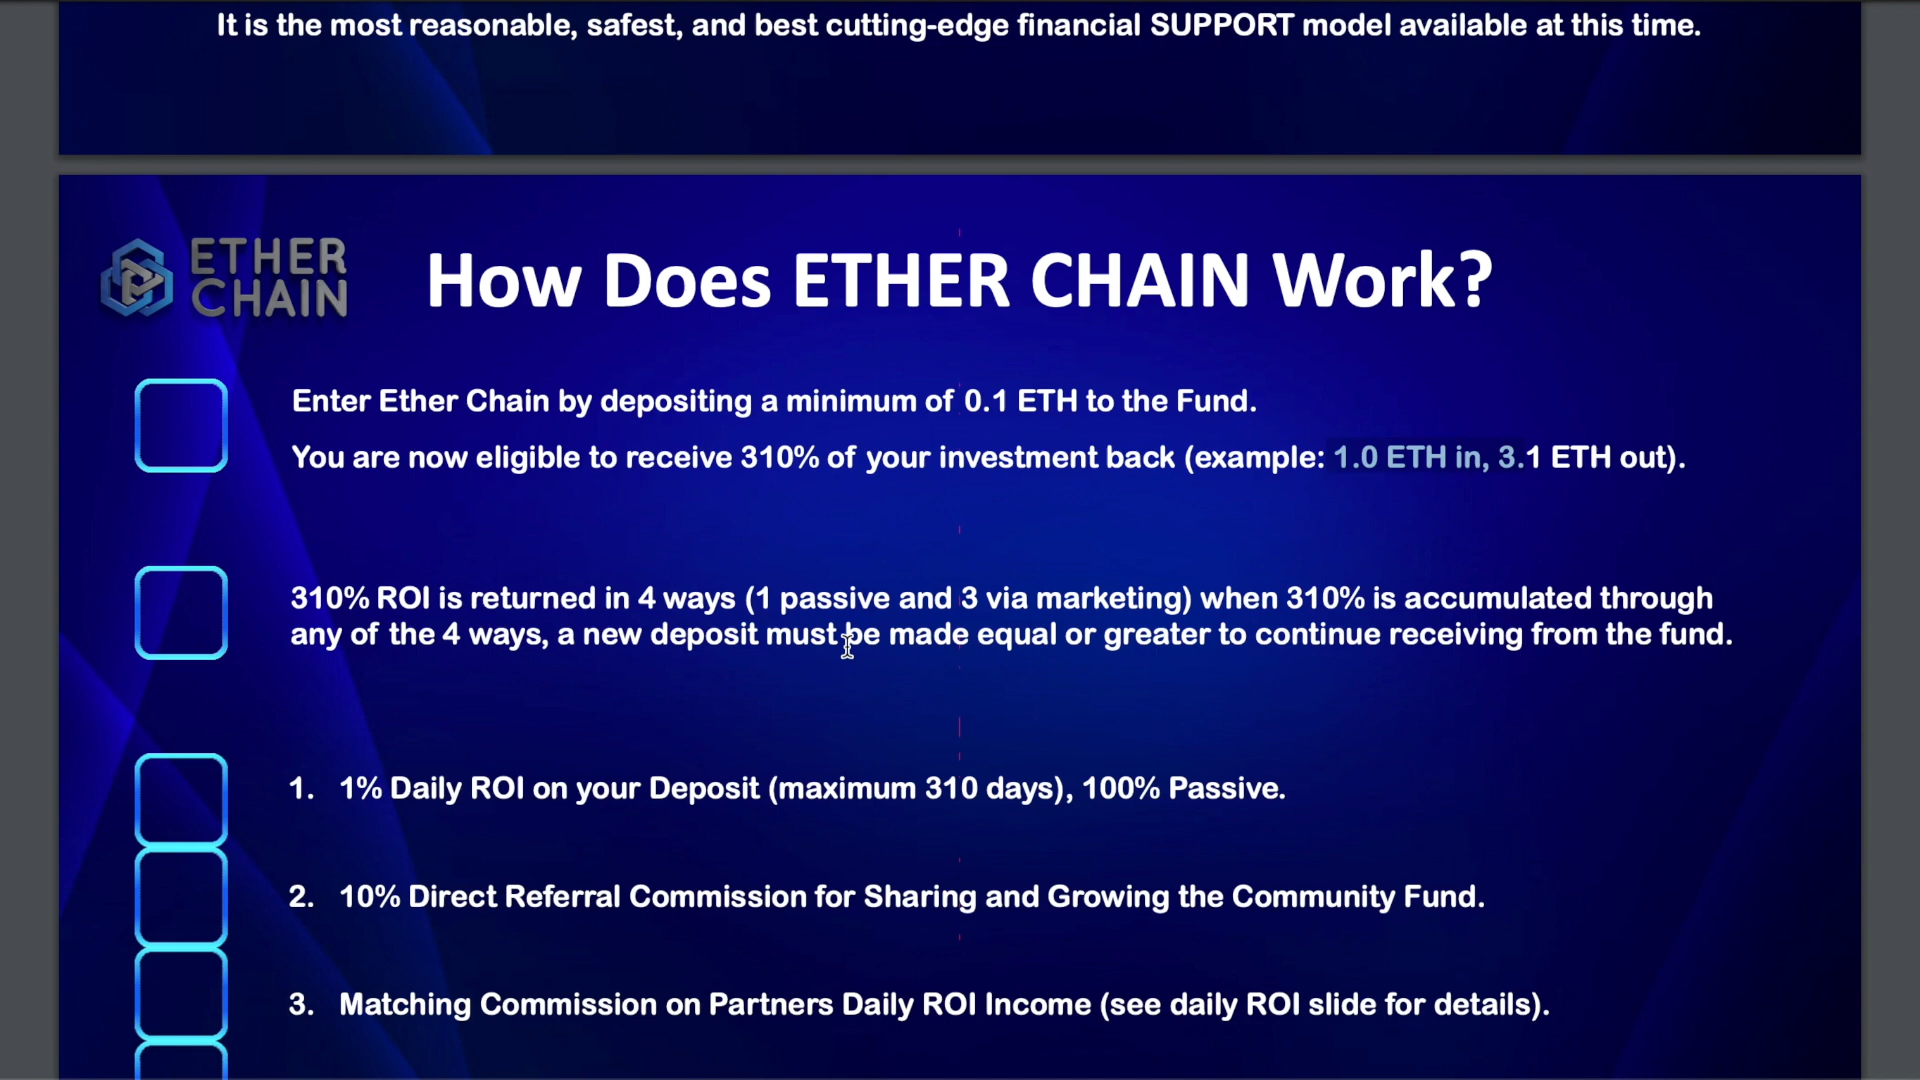 It is the most reasonable, safest, and best cutting-edge financial SUPPORT model available at this time.
ETHER
CHAIN
How Does ETHER CHAIN Work?
Enter Ether Chain by depositing a minimum of 0.1 ETH to the Fund.
You are now eligible to receive 310% of your investment back (example: 1.0 ETH in, 3.1 ETH out).
310% ROI is returned in 4 ways (1 passive and 3 via marketing) when 310% is accumulated through
any of the 4 ways, a new deposit must be made equal or greater to continue receiving from the fund.
1. 1% Daily ROI on your Deposit (maximum 310 days), 100% Passive.
2. 10% Direct Referral Commission for Sharing and Growing the Community Fund.
3. Matching Commission on Partners Daily ROI Income (see daily ROI slide for details).